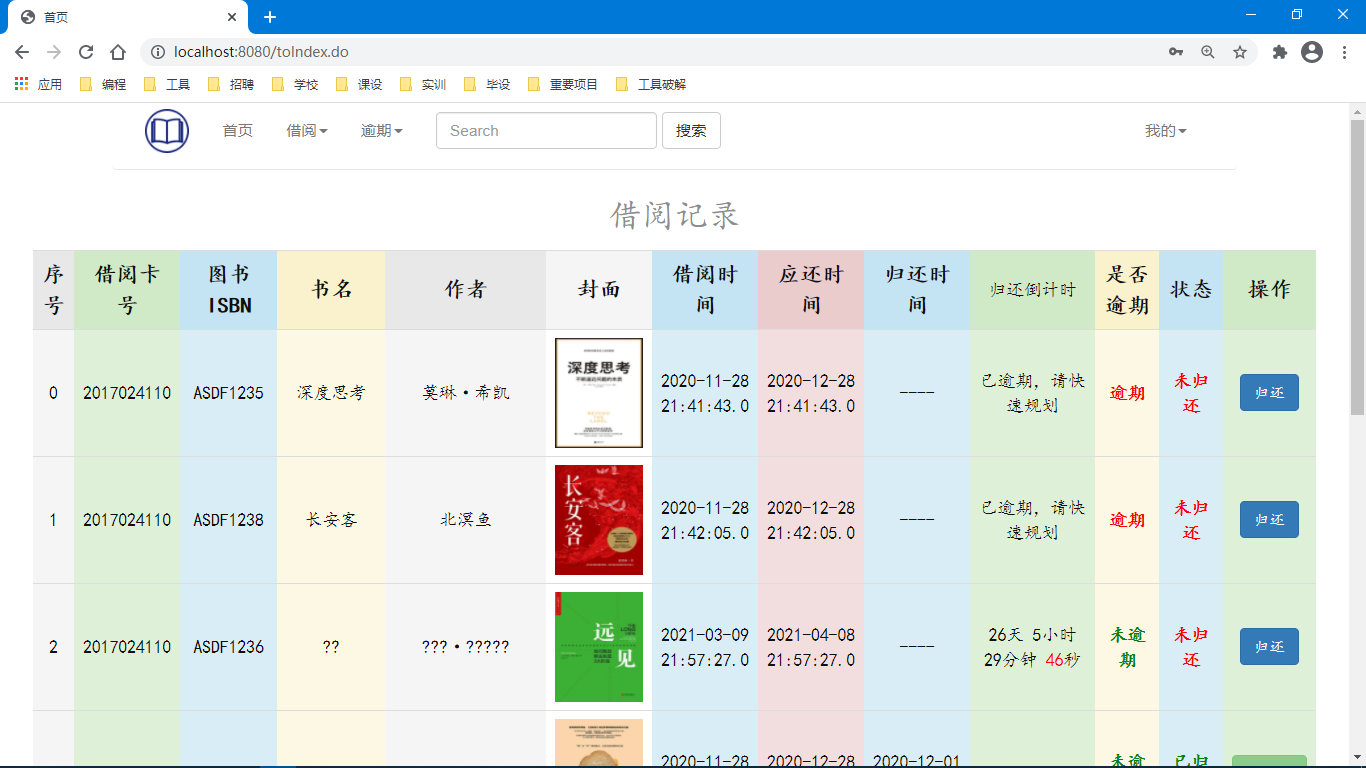 首页
localhost:8080/toIndex.do
应用 编程 工具 招聘 学校 课设 实训 毕设 重要项目 工具破解
首页 借阅 逾期 Search 搜索 我的
借阅记录
序号 借阅卡号 图书ISBN 书名 作者 封面 借阅时间 应还时间 归还时间 归还倒计时 是否逾期 状态 操作
0 2017024110 ASDF1235 深度思考 莫琳·希凯 深度思考 2020-11-28 21:41:43.0 2020-12-28 21:41:43.0 ---- 已逾期，请快速规划 逾期 未归还 归还
1 2017024110 ASDF1238 长安客 北溟鱼 长安客 2020-11-28 21:42:05.0 2020-12-28 21:42:05.0 ---- 已逾期，请快速规划 逾期 未归还 归还
2 2017024110 ASDF1236 ?? ???·????? 远见 2021-03-09 21:57:27.0 2021-04-08 21:57:27.0 ---- 26天 5小时 29分钟 46秒 未逾期 未归还 归还
2020-11-28 2020-12-28 2020-12-01 未逾 已归